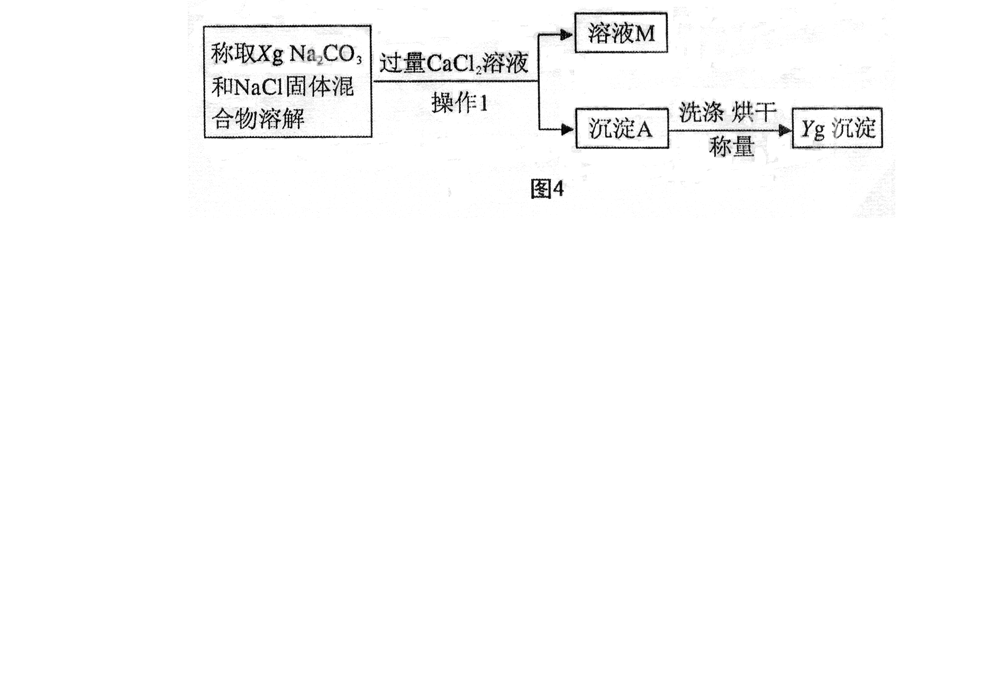 称取Xg Na₂CO₃
和NaCl固体混
合物溶解
过量CaCl₂溶液
操作1
溶液M
沉淀A
洗涤 烘干
称量
Yg 沉淀
图4